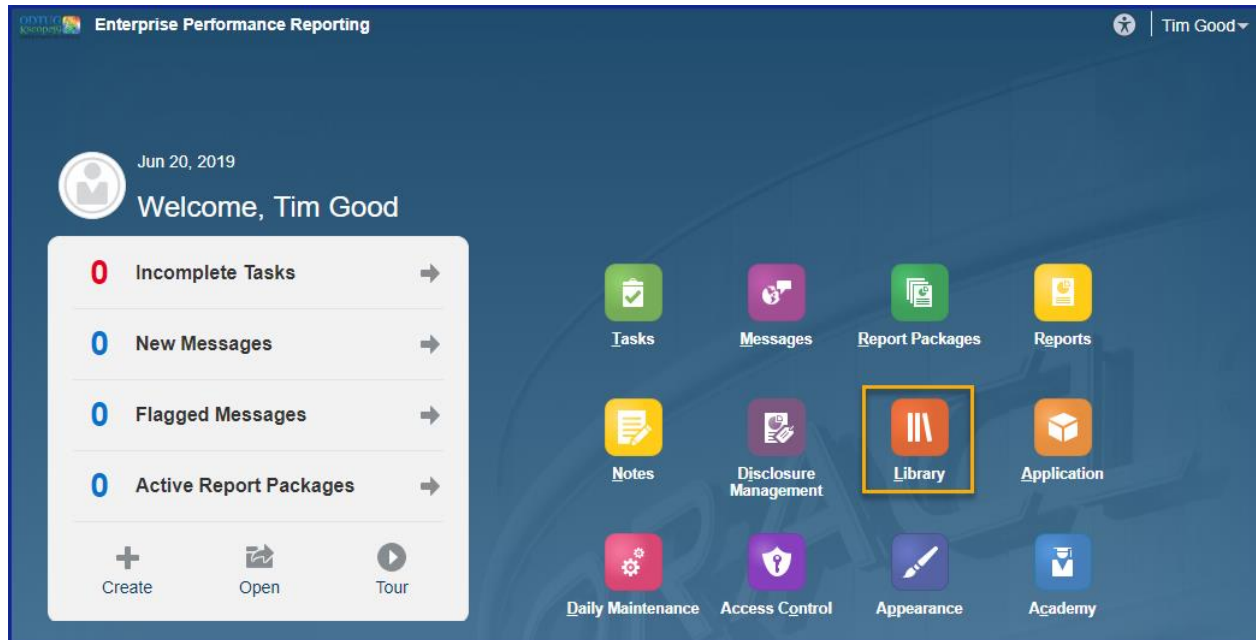 ODTUG Enterprise Performance Reporting
Tim Good
Jun 20, 2019
Welcome, Tim Good
0 Incomplete Tasks
0 New Messages
0 Flagged Messages
0 Active Report Packages
Create Open Tour
Tasks Messages Report Packages Reports
Notes Disclosure Management Library Application
Daily Maintenance Access Control Appearance Academy
ORACL